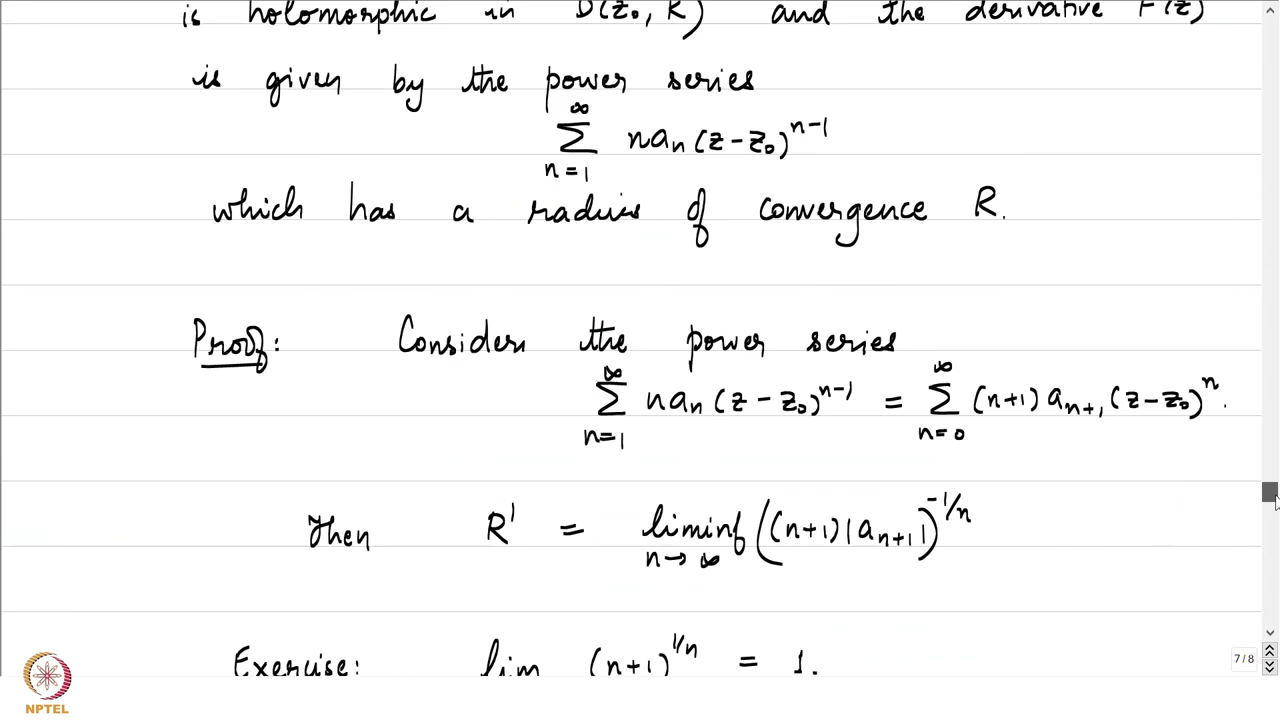 is holomorphic in D(z₀, R) and the derivative F'(z)
is given by the power series
∑_{n=1}^{∞} n aₙ (z − z₀)^{n−1}
which has a radius of convergence R.
Proof: Consider the power series
∑_{n=1}^{∞} n aₙ (z − z₀)^{n−1} = ∑_{n=0}^{∞} (n+1) a_{n+1} (z − z₀)^n.
Then R' = liminf_{n→∞} ((n+1) |a_{n+1}|)^{−1/n}
Exercise: lim (n+1)^{1/n} = 1.
7 / 8
NPTEL